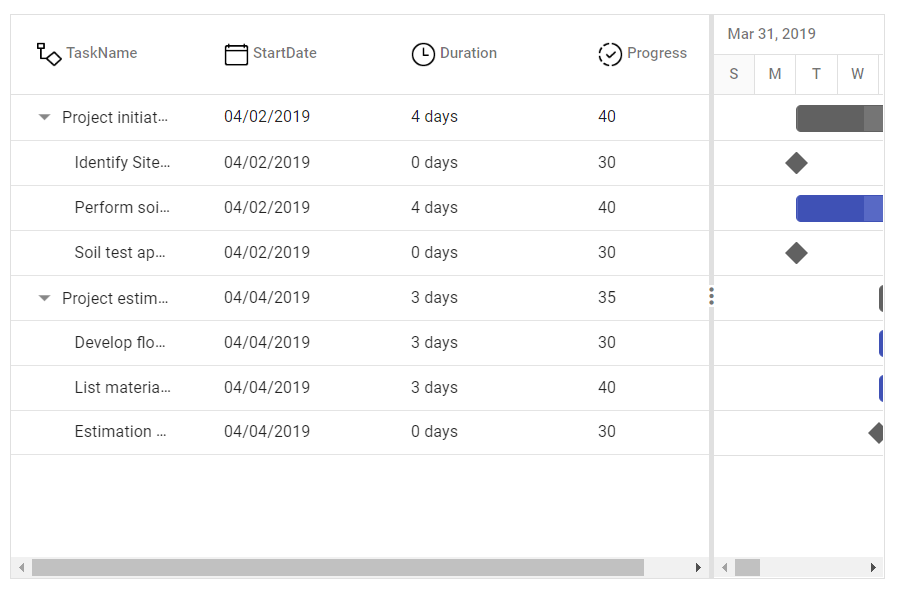 TaskName StartDate Duration Progress Mar 31, 2019
S M T W
Project initiat... 04/02/2019 4 days 40
Identify Site... 04/02/2019 0 days 30
Perform soi... 04/02/2019 4 days 40
Soil test ap... 04/02/2019 0 days 30
Project estim... 04/04/2019 3 days 35
Develop flo... 04/04/2019 3 days 30
List materia... 04/04/2019 3 days 40
Estimation ... 04/04/2019 0 days 30